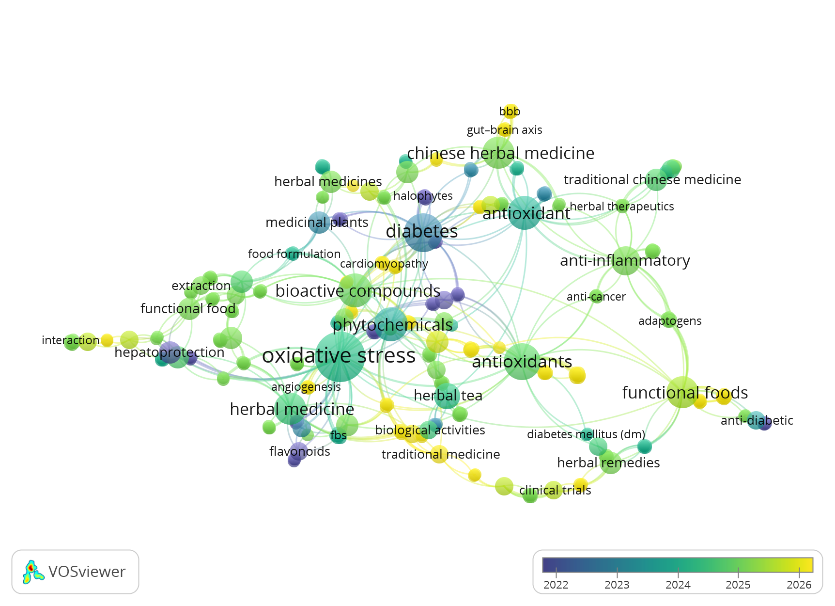 bbb
gut–brain axis
chinese herbal medicine
herbal medicines
traditional chinese medicine
halophytes
herbal therapeutics
medicinal plants
antioxidant
diabetes
food formulation
cardiomyopathy
anti-inflammatory
extraction
bioactive compounds
anti-cancer
functional food
phytochemicals
adaptogens
interaction
hepatoprotection
oxidative stress
antioxidants
angiogenesis
herbal tea
functional foods
herbal medicine
anti-diabetic
fbs
biological activities
diabetes mellitus (dm)
flavonoids
traditional medicine
herbal remedies
clinical trials
VOSviewer
2022 2023 2024 2025 2026